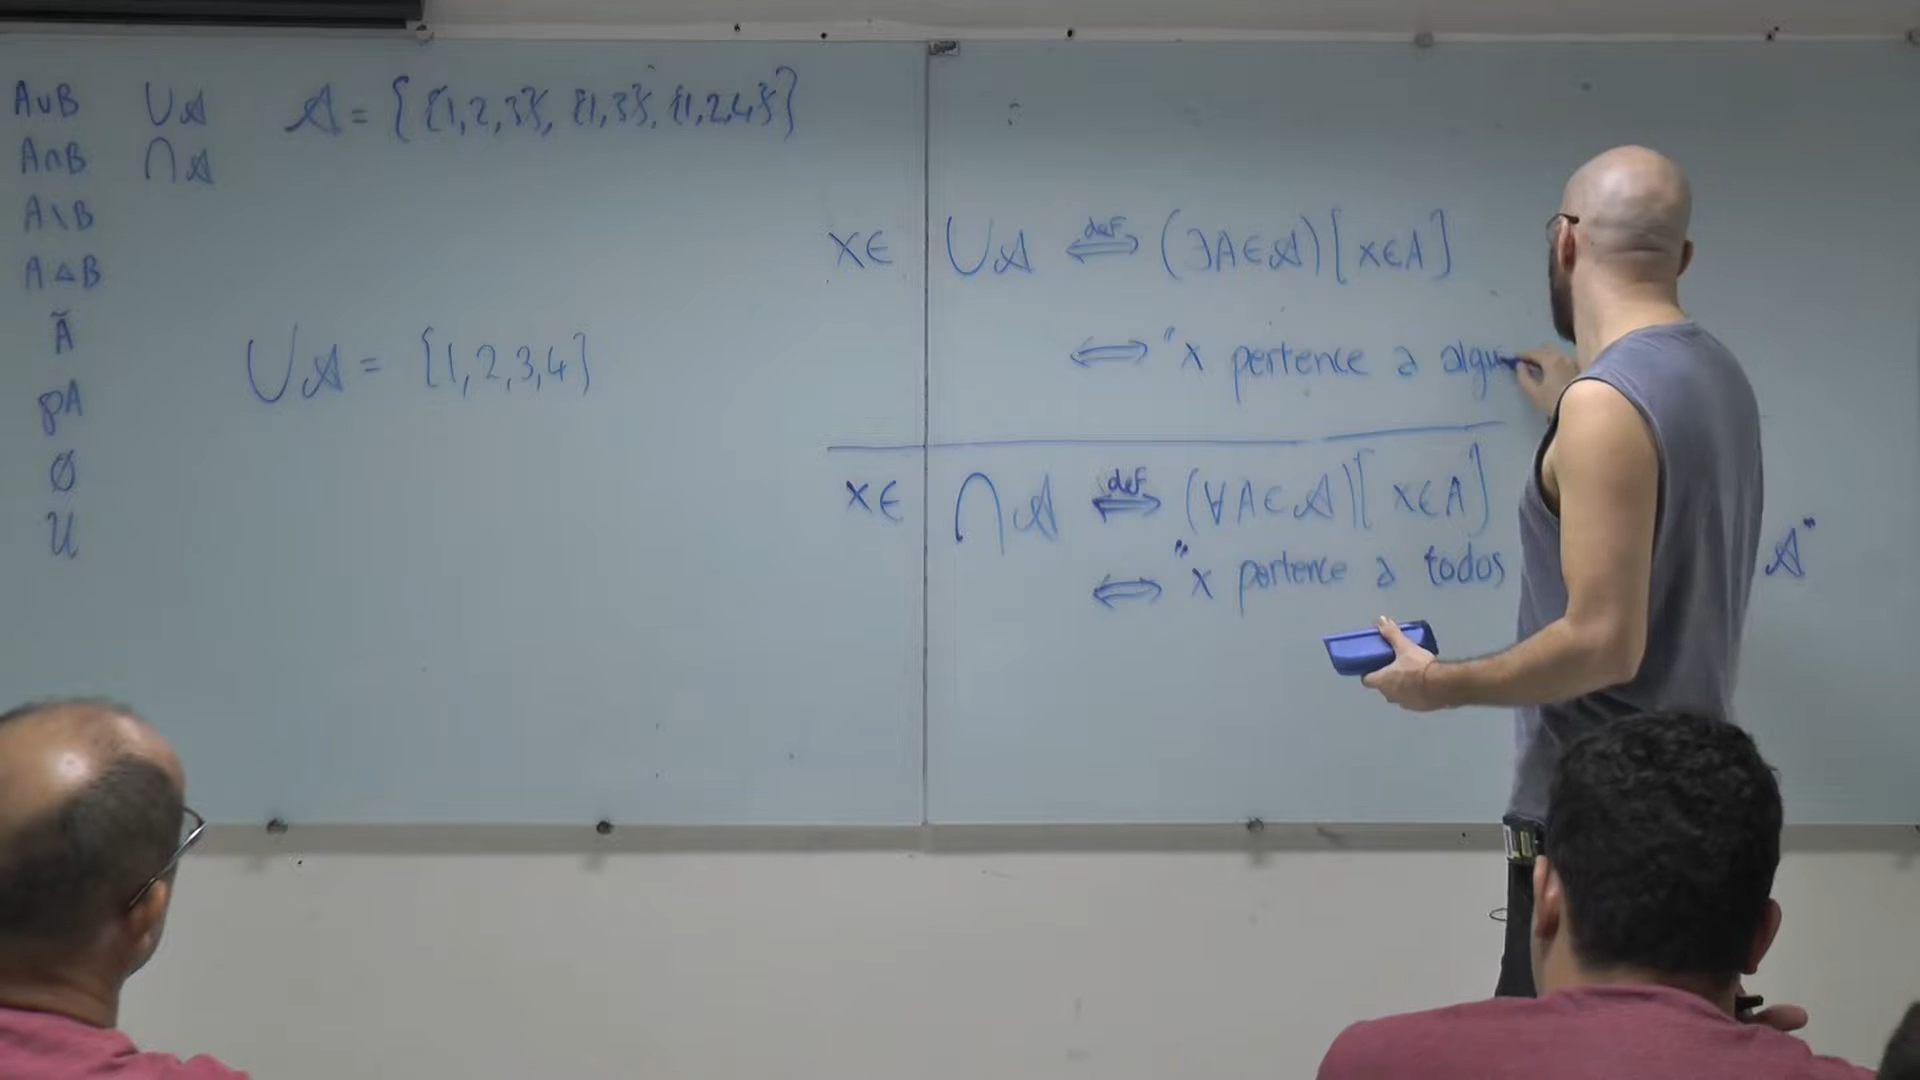 A∪B ∪𝒜 𝒜 = {{1,2,3}, {1,3}, {1,2,4}}
A∩B ∩𝒜
A\B
A△B
Ã
℘A
∅
𝒰
∪𝒜 = {1,2,3,4}
x∈ ∪𝒜 ⟺ def (∃A∈𝒜)[x∈A]
⟺ "x pertence a algu
x∈ ∩𝒜 ⟺ def (∀A∈𝒜)[x∈A]
⟺ "x pertence a todos 𝒜"